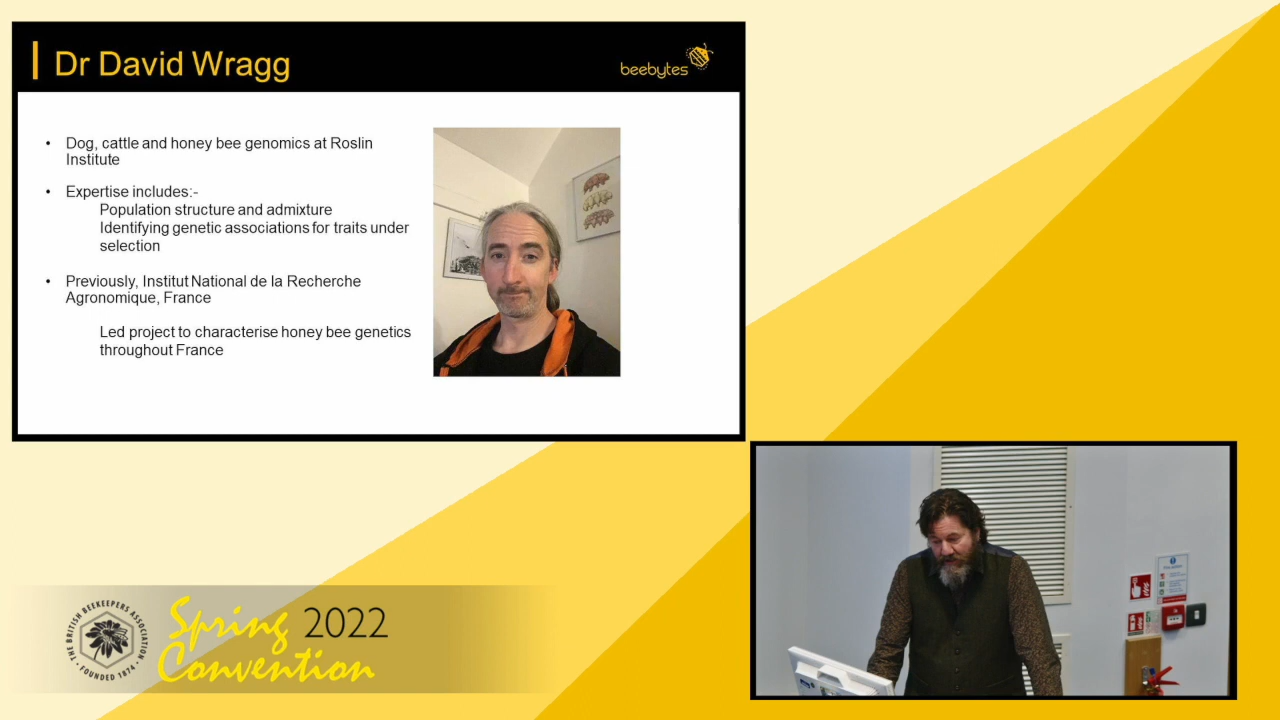 Dr David Wragg
beebytes
• Dog, cattle and honey bee genomics at Roslin
Institute
• Expertise includes:-
Population structure and admixture
Identifying genetic associations for traits under
selection
• Previously, Institut National de la Recherche
Agronomique, France
Led project to characterise honey bee genetics
throughout France
THE BRITISH BEEKEEPERS ASSOCIATION
• FOUNDED 1874 •
Spring 2022
Convention